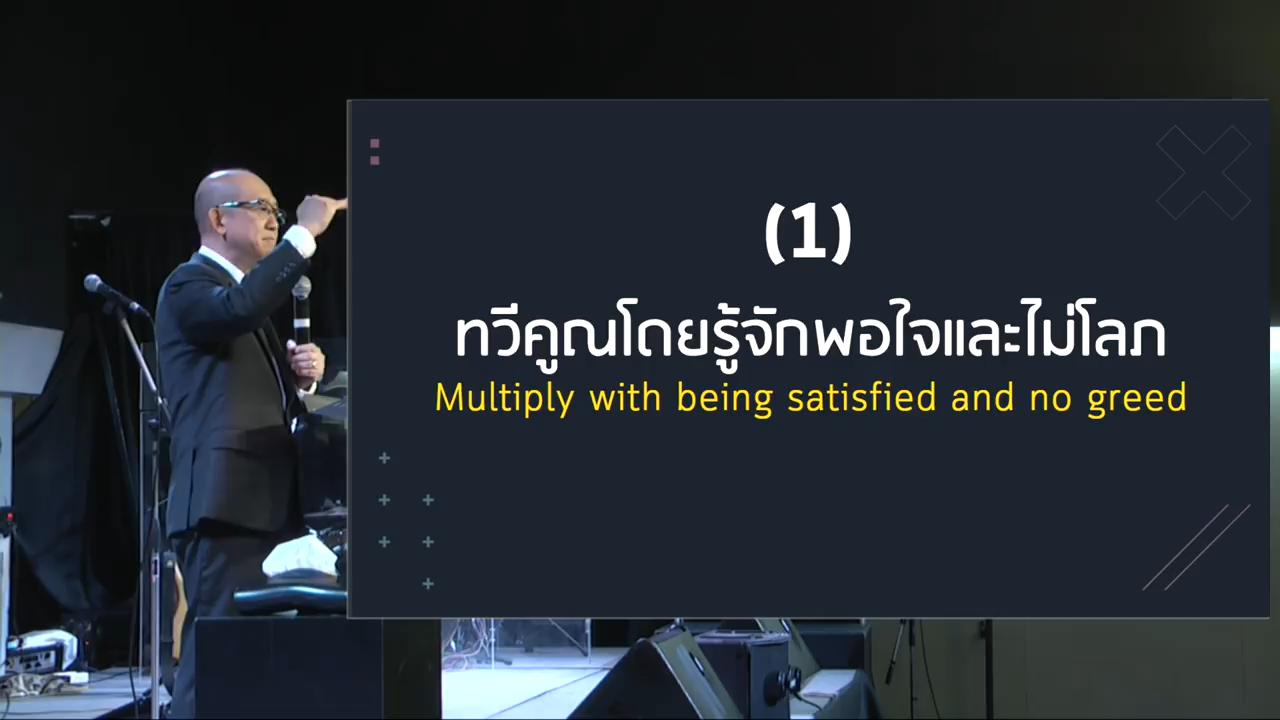 (1)
ทวีคูณโดยรู้จักพอใจและไม่โลภ
Multiply with being satisfied and no greed